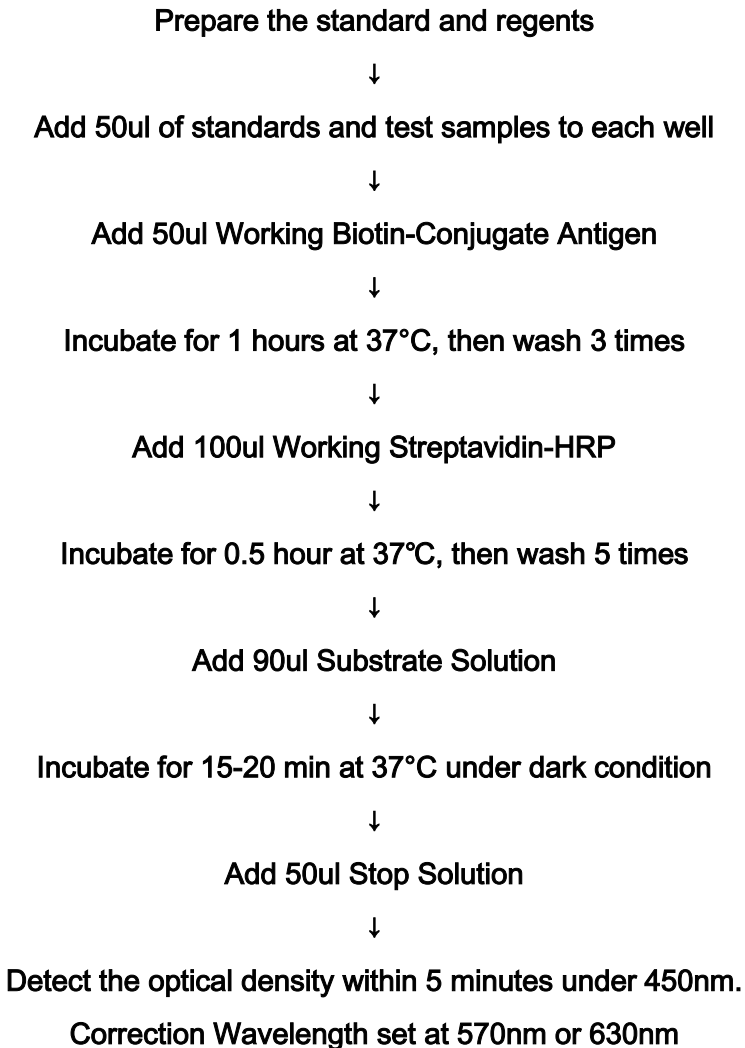 Prepare the standard and regents
↓
Add 50ul of standards and test samples to each well
↓
Add 50ul Working Biotin-Conjugate Antigen
↓
Incubate for 1 hours at 37°C, then wash 3 times
↓
Add 100ul Working Streptavidin-HRP
↓
Incubate for 0.5 hour at 37℃, then wash 5 times
↓
Add 90ul Substrate Solution
↓
Incubate for 15-20 min at 37°C under dark condition
↓
Add 50ul Stop Solution
↓
Detect the optical density within 5 minutes under 450nm.
Correction Wavelength set at 570nm or 630nm